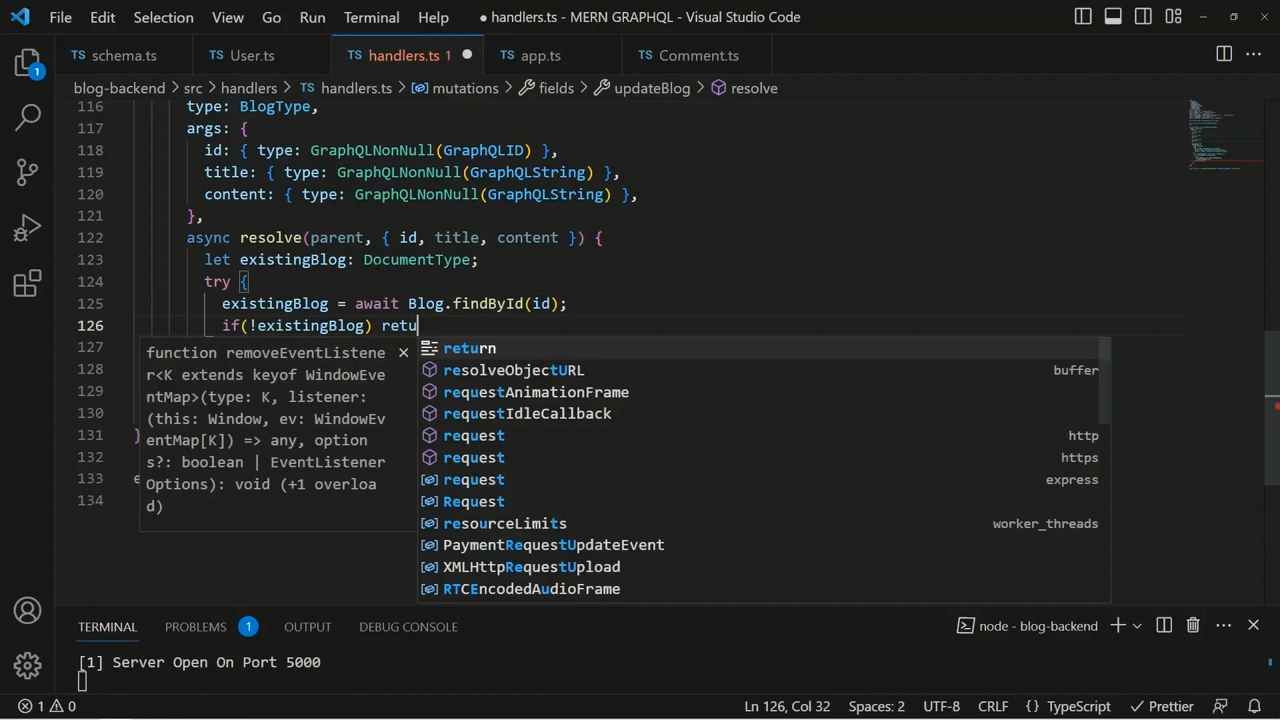 File Edit Selection View Go Run Terminal Help ● handlers.ts - MERN GRAPHQL - Visual Studio Code
TS schema.ts TS User.ts TS handlers.ts 1 ● TS app.ts TS Comment.ts
blog-backend > src > handlers > TS handlers.ts > mutations > fields > updateBlog > resolve
116 type: BlogType,
117 args: {
118 id: { type: GraphQLNonNull(GraphQLID) },
119 title: { type: GraphQLNonNull(GraphQLString) },
120 content: { type: GraphQLNonNull(GraphQLString) },
121 },
122 async resolve(parent, { id, title, content }) {
123 let existingBlog: DocumentType;
124 try {
125 existingBlog = await Blog.findById(id);
126 if(!existingBlog) retu
127
128
129
130
131 }
132
133 e
134
function removeEventListene
r<K extends keyof WindowEve
ntMap>(type: K, listener:
(this: Window, ev: WindowE
ventMap[K]) => any, option
s?: boolean | EventListener
Options): void (+1 overloa
d)
return
resolveObjectURL buffer
requestAnimationFrame
requestIdleCallback
request http
request https
request express
Request
resourceLimits worker_threads
PaymentRequestUpdateEvent
XMLHttpRequestUpload
RTCEncodedAudioFrame
TERMINAL PROBLEMS 1 OUTPUT DEBUG CONSOLE node - blog-backend
[1] Server Open On Port 5000
1 0 Ln 126, Col 32 Spaces: 2 UTF-8 CRLF {} TypeScript Prettier
1